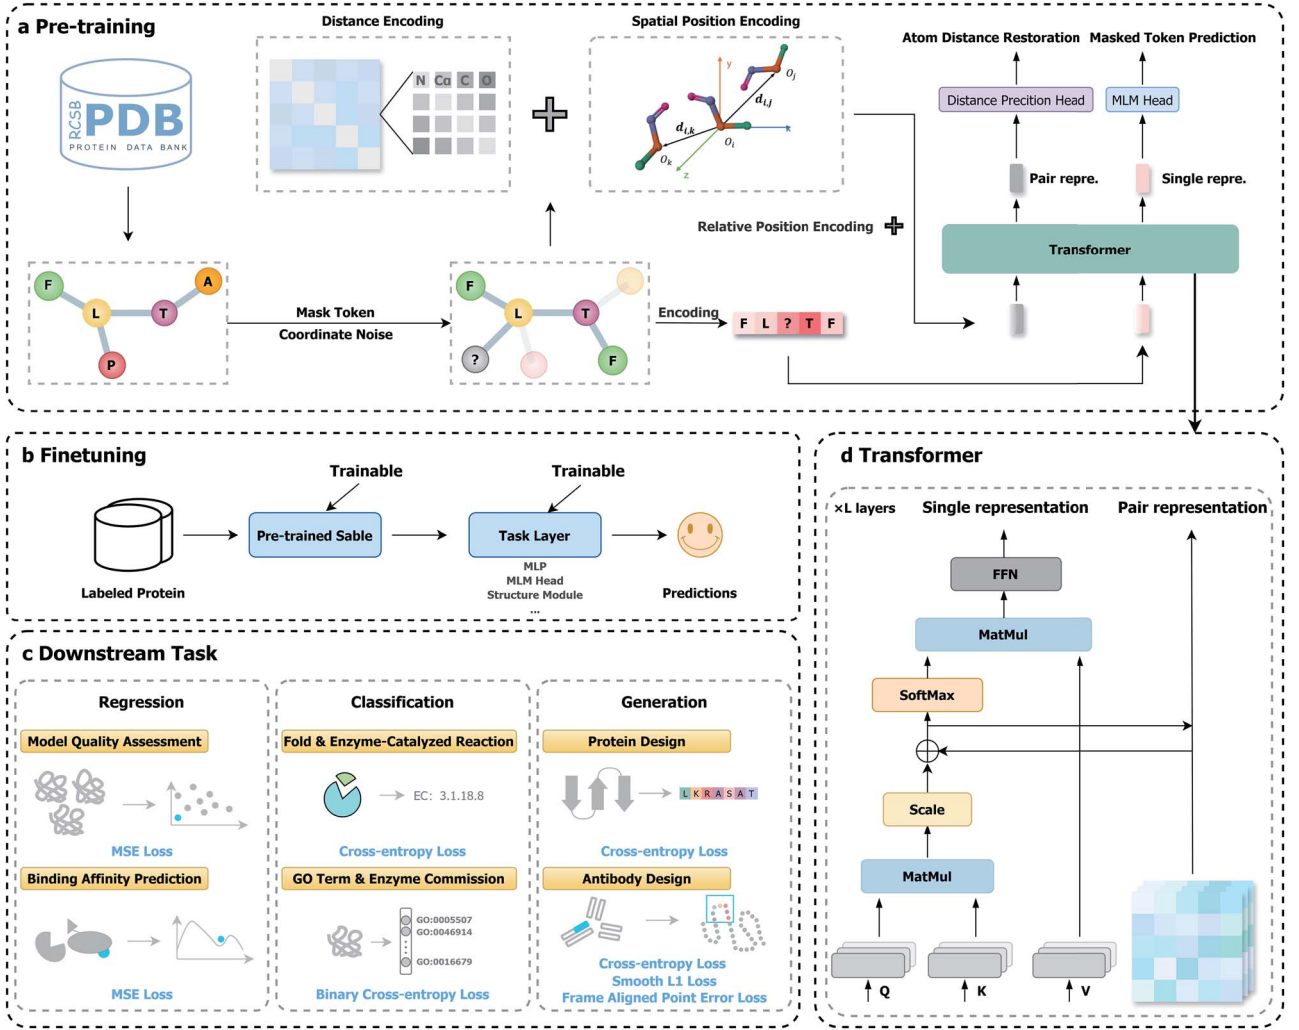 a Pre-training
Distance Encoding
Spatial Position Encoding
Atom Distance Restoration
Masked Token Prediction
RCSB
PDB
PROTEIN DATA BANK
N Cα C O
y
x
z
O_j
d_{i,j}
d_{i,k}
O_k
O_i
Distance Precition Head
MLM Head
Pair repre.
Single repre.
Relative Position Encoding
Transformer
F
L
T
A
P
Mask Token
Coordinate Noise
F
L
T
?
F
Encoding
F L ? T F
b Finetuning
Trainable
Trainable
Pre-trained Sable
Task Layer
MLP
MLM Head
Structure Module
...
Labeled Protein
Predictions
c Downstream Task
Regression
Model Quality Assessment
MSE Loss
Binding Affinity Prediction
MSE Loss
Classification
Fold & Enzyme-Catalyzed Reaction
EC: 3.1.18.8
Cross-entropy Loss
GO Term & Enzyme Commission
GO:0005507
GO:0046914
GO:0016679
Binary Cross-entropy Loss
Generation
Protein Design
L K R A S A T
Cross-entropy Loss
Antibody Design
Cross-entropy Loss
Smooth L1 Loss
Frame Aligned Point Error Loss
d Transformer
×L layers
Single representation
Pair representation
FFN
MatMul
SoftMax
Scale
MatMul
Q
K
V